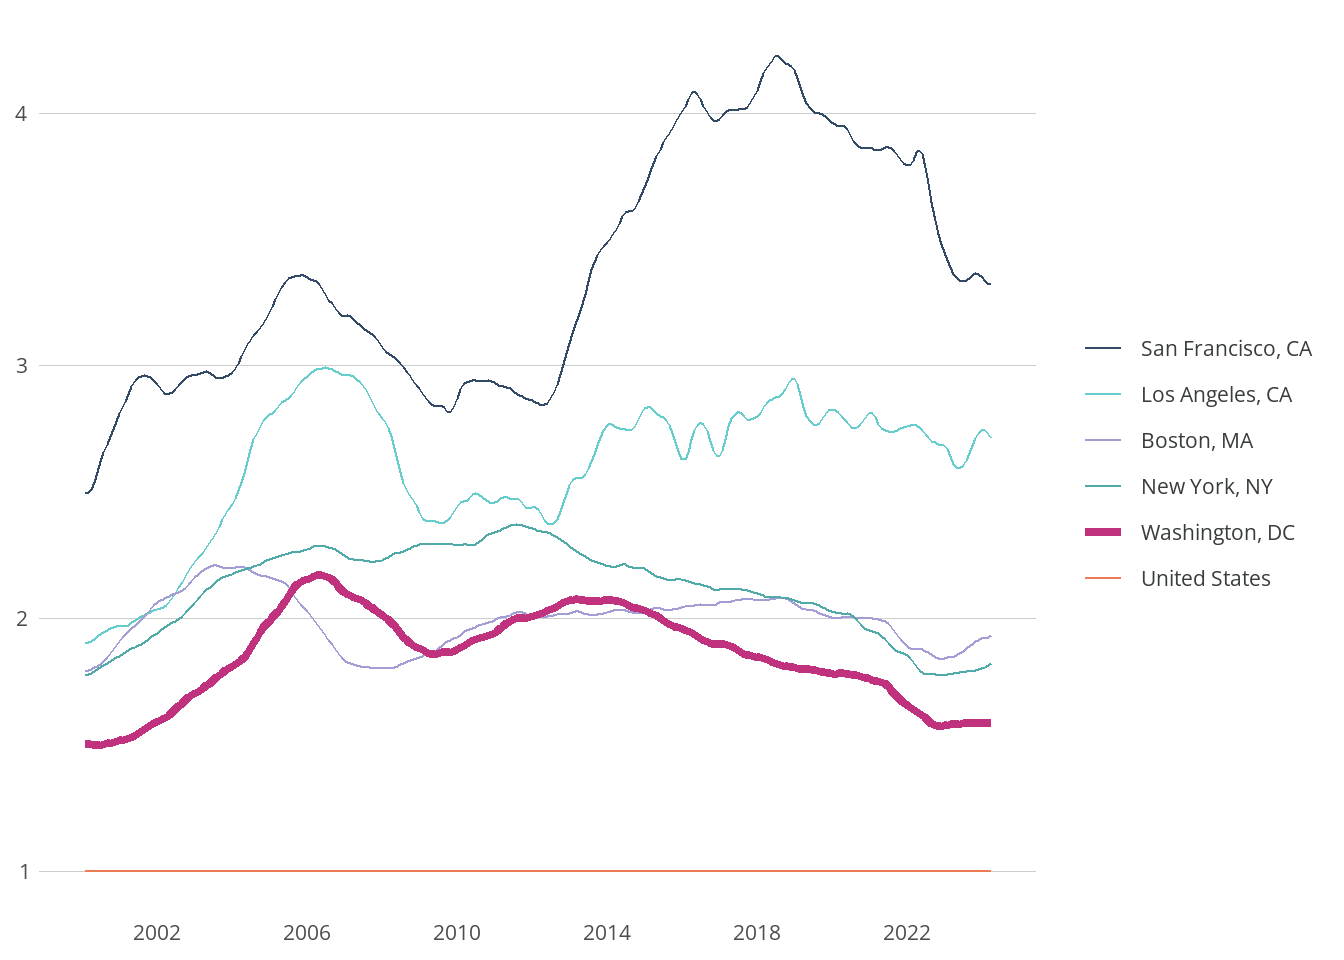 4
3
2
1
2002 2006 2010 2014 2018 2022
San Francisco, CA
Los Angeles, CA
Boston, MA
New York, NY
Washington, DC
United States